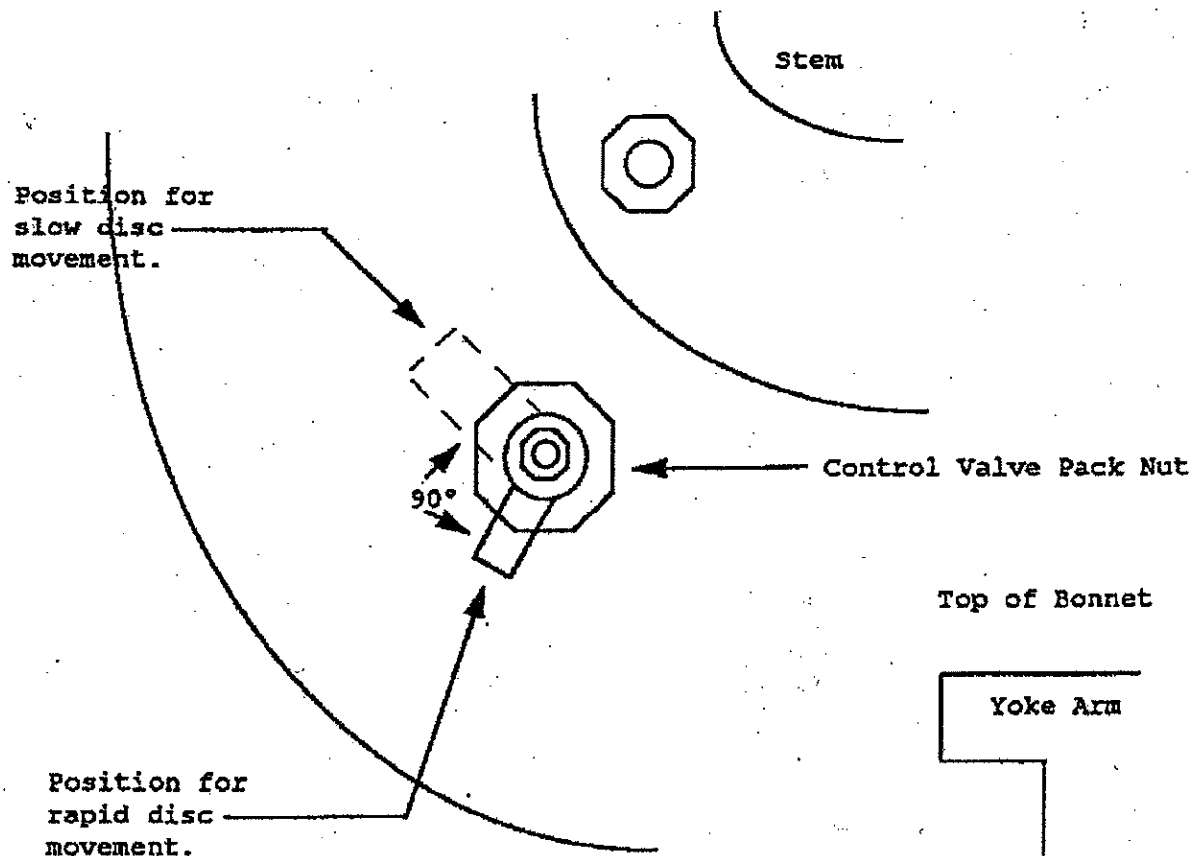 Stem
Position for
slow disc
movement.
90°
Control Valve Pack Nut
Top of Bonnet
Yoke Arm
Position for
rapid disc
movement.